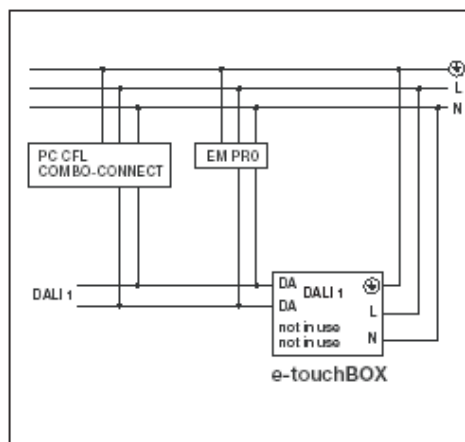 L
N
PC CFL
COMBO-CONNECT
EM PRO
DALI 1
DA
DALI 1
DA
L
not in use
not in use
N
e-touchBOX